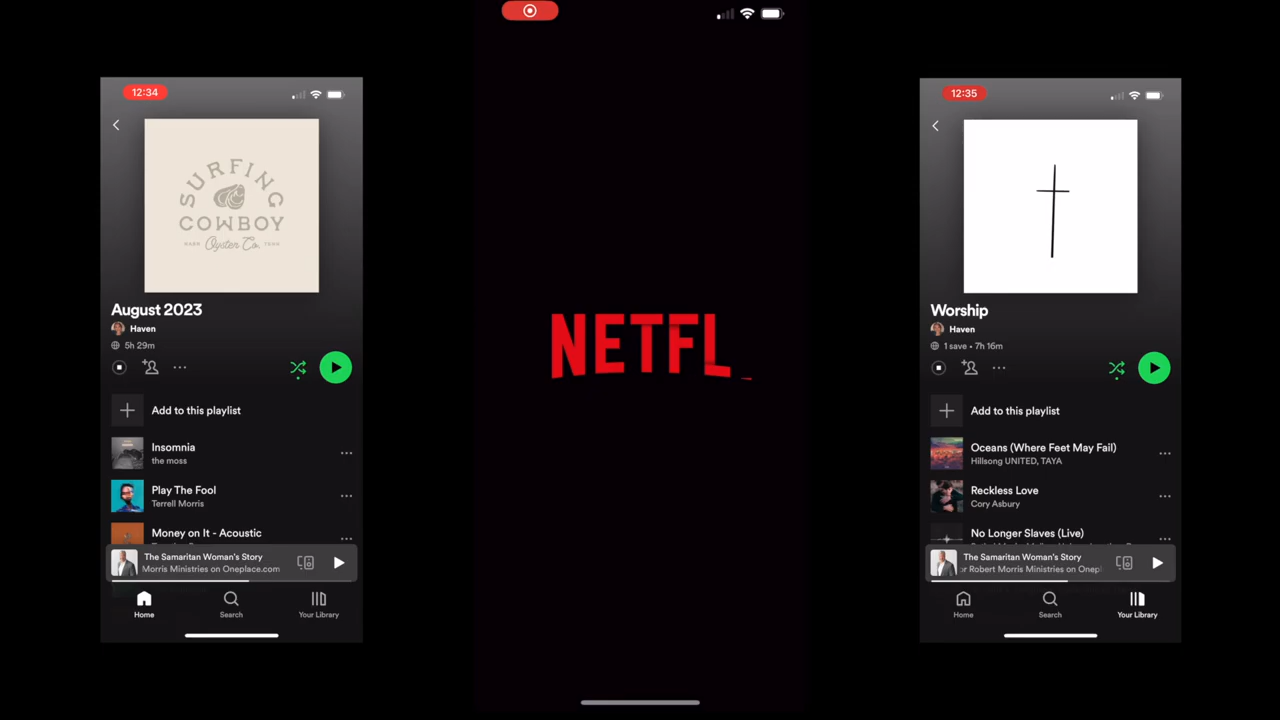 12:34
SURFING
COWBOY
Oyster Co.
August 2023
Haven
5h 29m
Add to this playlist
Insomnia
the moss
Play The Fool
Terrell Morris
Money on It - Acoustic
The Samaritan Woman's Story
Morris Ministries on Oneplace.com
Home
Search
Your Library
NETFL
12:35
Worship
Haven
1 save • 7h 16m
Add to this playlist
Oceans (Where Feet May Fail)
Hillsong UNITED, TAYA
Reckless Love
Cory Asbury
No Longer Slaves (Live)
The Samaritan Woman's Story
or Robert Morris Ministries on Onepl
Home
Search
Your Library